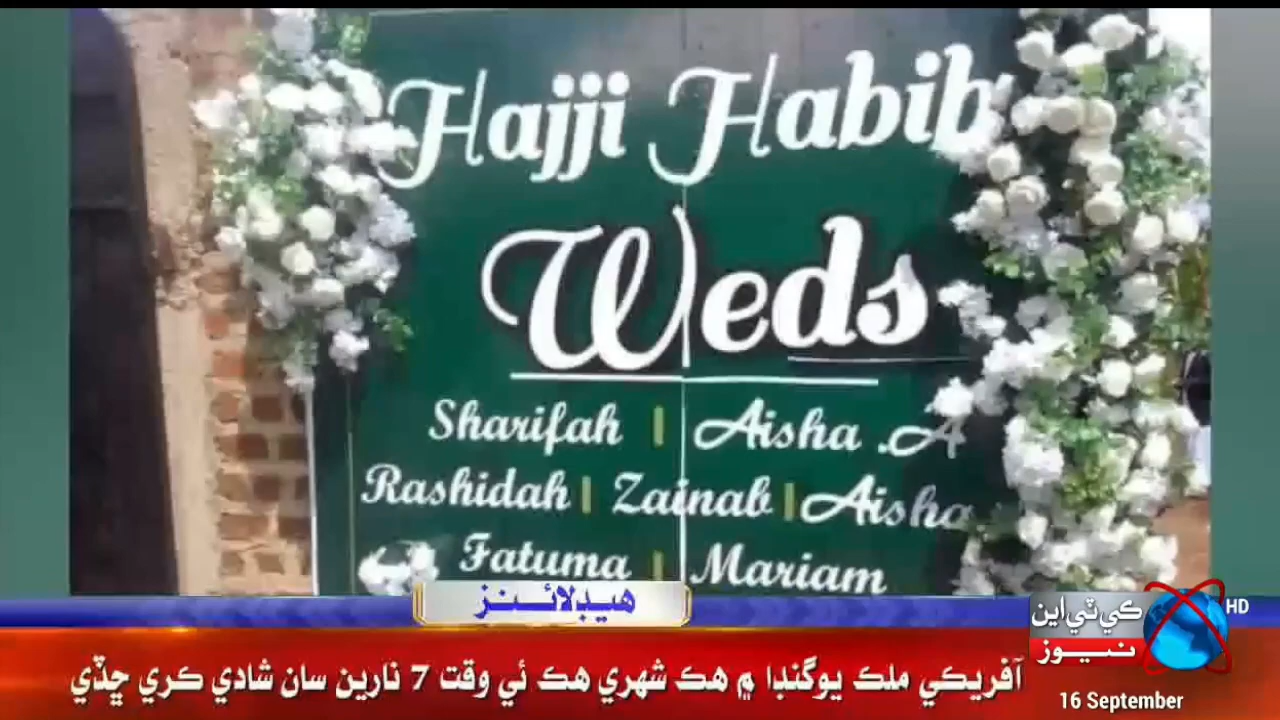 Hajji Habib
Weds
Sharifah | Aisha .A
Rashidah | Zainab | Aisha
Fatuma | Mariam
هيڊلائنز
ڪي ٽي اين
نيوز
HD
آفريڪي ملڪ يوگنڊا ۾ هڪ شهري هڪ ئي وقت 7 نارين سان شادي ڪري ڇڏي
16 September